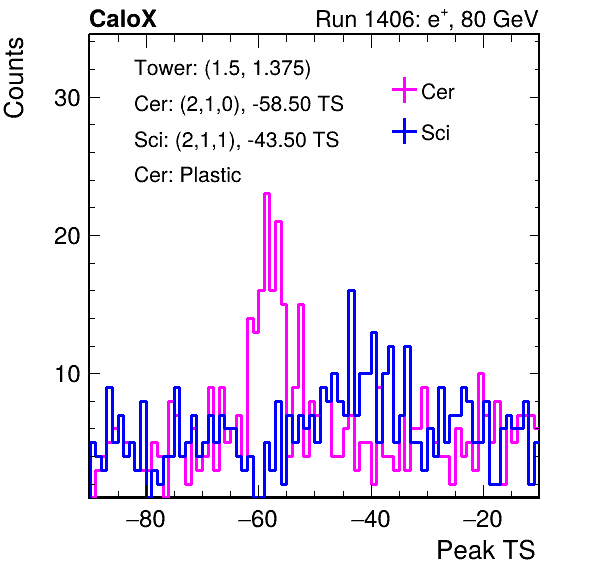 CaloX Run 1406: e⁺, 80 GeV
Counts
Tower: (1.5, 1.375)
Cer: (2,1,0), -58.50 TS
Sci: (2,1,1), -43.50 TS
Cer: Plastic
Cer
Sci
30
20
10
−80 −60 −40 −20
Peak TS